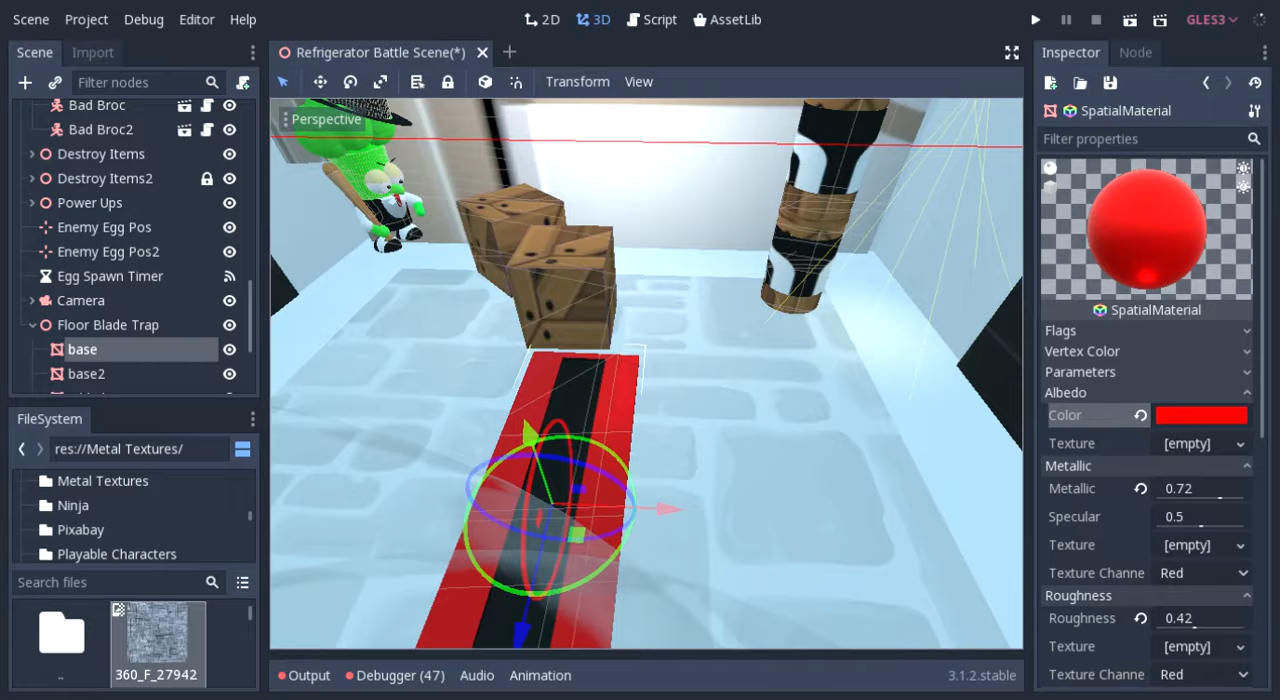 Scene Project Debug Editor Help 2D 3D Script AssetLib GLES3
Scene Import
Filter nodes
Bad Broc
Bad Broc2
Destroy Items
Destroy Items2
Power Ups
Enemy Egg Pos
Enemy Egg Pos2
Egg Spawn Timer
Camera
Floor Blade Trap
base
base2
FileSystem
res://Metal Textures/
Metal Textures
Ninja
Pixabay
Playable Characters
Search files
..
360_F_27942
Refrigerator Battle Scene(*)
Transform View
Perspective
Output Debugger (47) Audio Animation 3.1.2.stable
Inspector Node
SpatialMaterial
Filter properties
SpatialMaterial
Flags
Vertex Color
Parameters
Albedo
Color
Texture [empty]
Metallic
Metallic 0.72
Specular 0.5
Texture [empty]
Texture Channe Red
Roughness
Roughness 0.42
Texture [empty]
Texture Channe Red